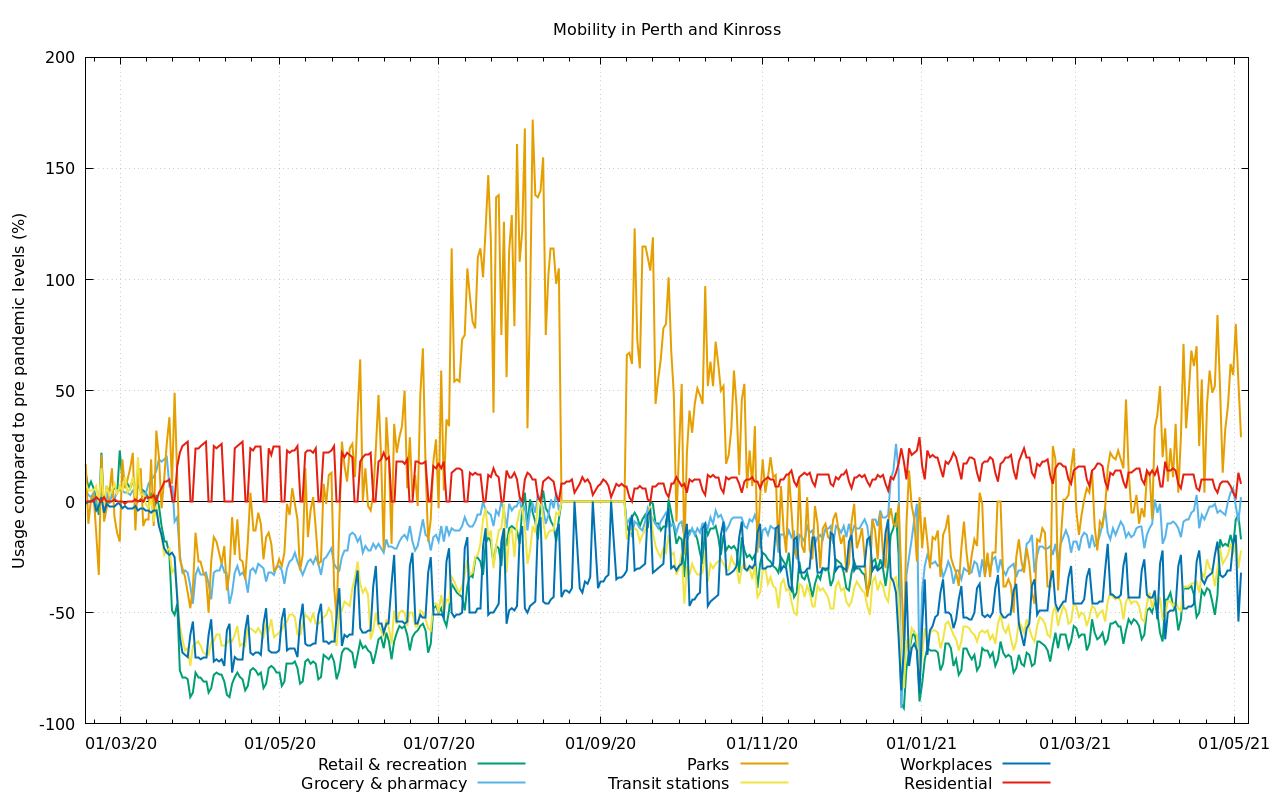 Mobility in Perth and Kinross
Usage compared to pre pandemic levels (%)
200
150
100
50
0
-50
-100
01/03/20 01/05/20 01/07/20 01/09/20 01/11/20 01/01/21 01/03/21 01/05/21
Retail & recreation Parks Workplaces
Grocery & pharmacy Transit stations Residential